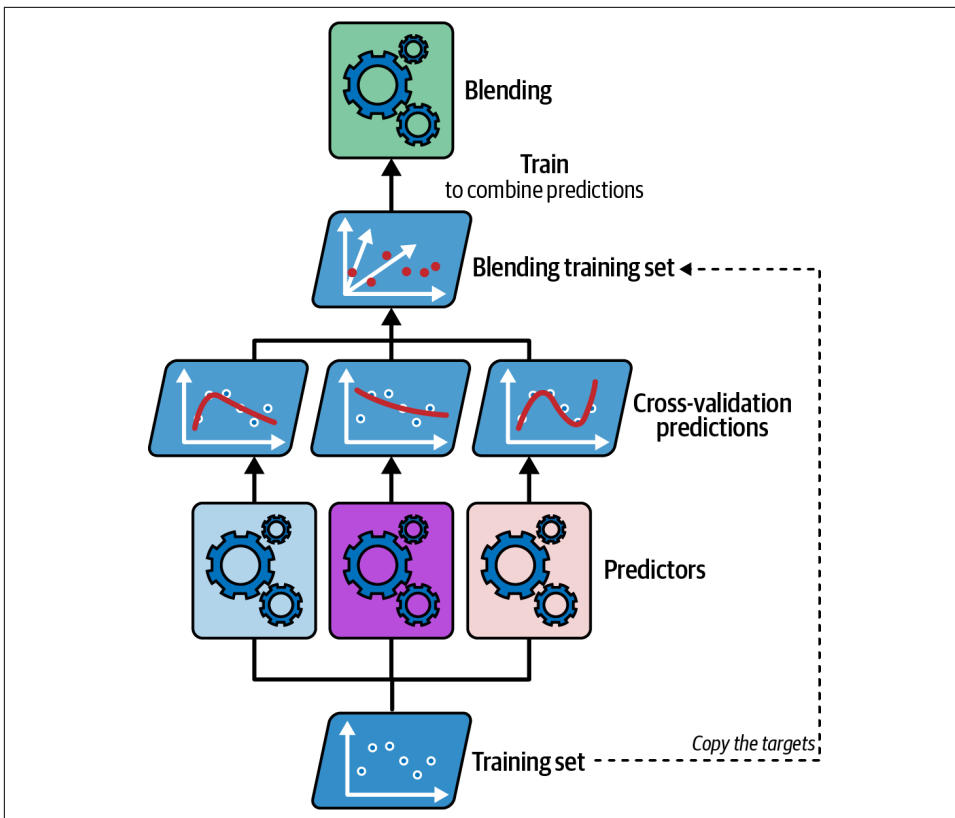 Blending
Train
to combine predictions
Blending training set
Cross-validation
predictions
Predictors
Copy the targets
Training set